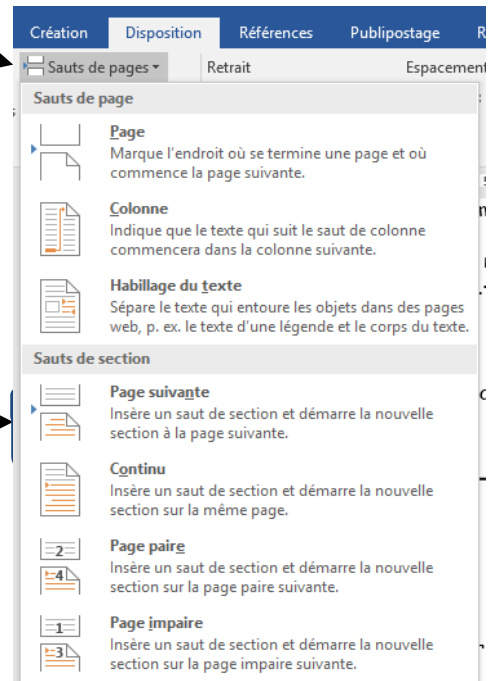 Création Disposition Références Publipostage R
Sauts de pages Retrait Espacement
Sauts de page
Page
Marque l'endroit où se termine une page et où
commence la page suivante.
Colonne
Indique que le texte qui suit le saut de colonne
commencera dans la colonne suivante.
Habillage du texte
Sépare le texte qui entoure les objets dans des pages
web, p. ex. le texte d'une légende et le corps du texte.
Sauts de section
Page suivante
Insère un saut de section et démarre la nouvelle
section à la page suivante.
Continu
Insère un saut de section et démarre la nouvelle
section sur la même page.
2
4
Page paire
Insère un saut de section et démarre la nouvelle
section sur la page paire suivante.
1
3
Page impaire
Insère un saut de section et démarre la nouvelle
section sur la page impaire suivante.